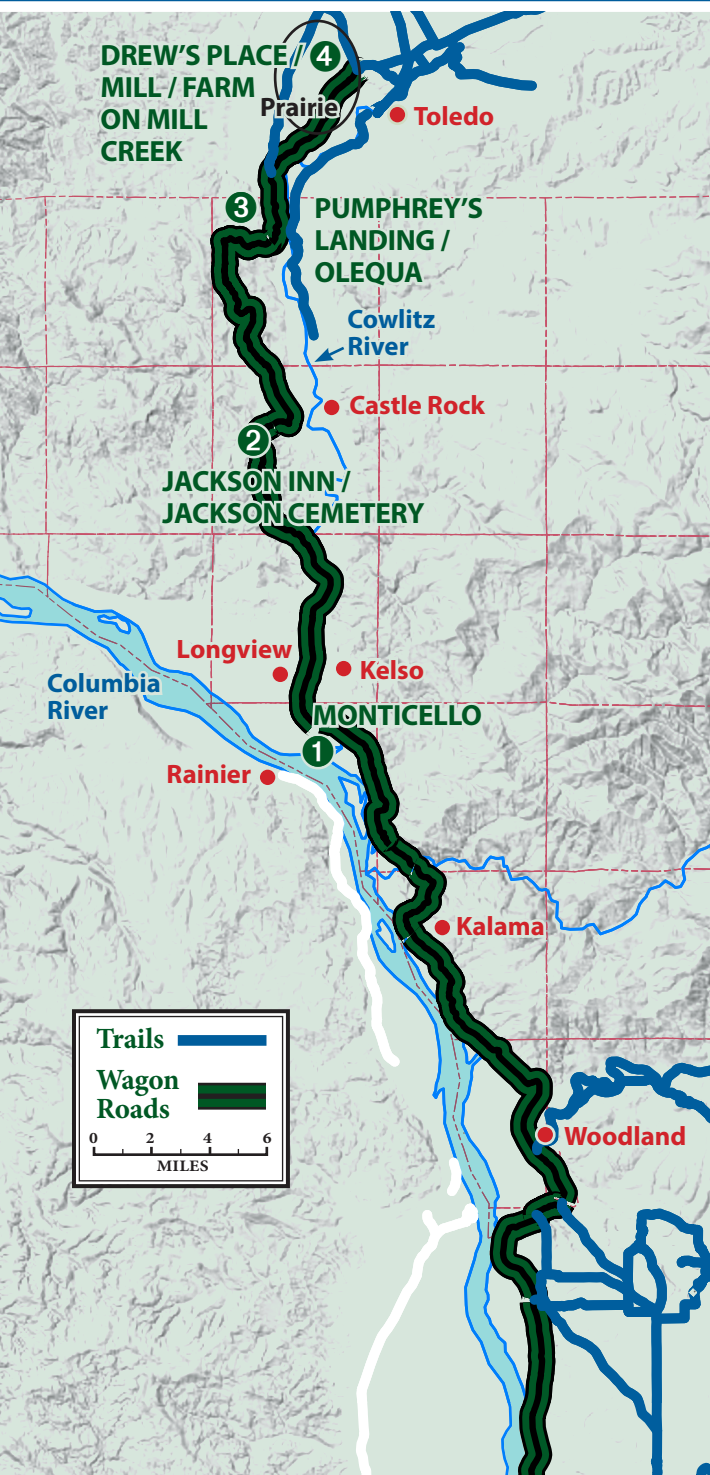 DREW'S PLACE / 4
MILL / FARM
ON MILL
CREEK
Prairie
Toledo
3
PUMPHREY'S
LANDING /
OLEQUA
Cowlitz
River
Castle Rock
2
JACKSON INN /
JACKSON CEMETERY
Longview
Kelso
Columbia
River
MONTICELLO
1
Rainier
Kalama
Trails
Wagon
Roads
0 2 4 6
MILES
Woodland